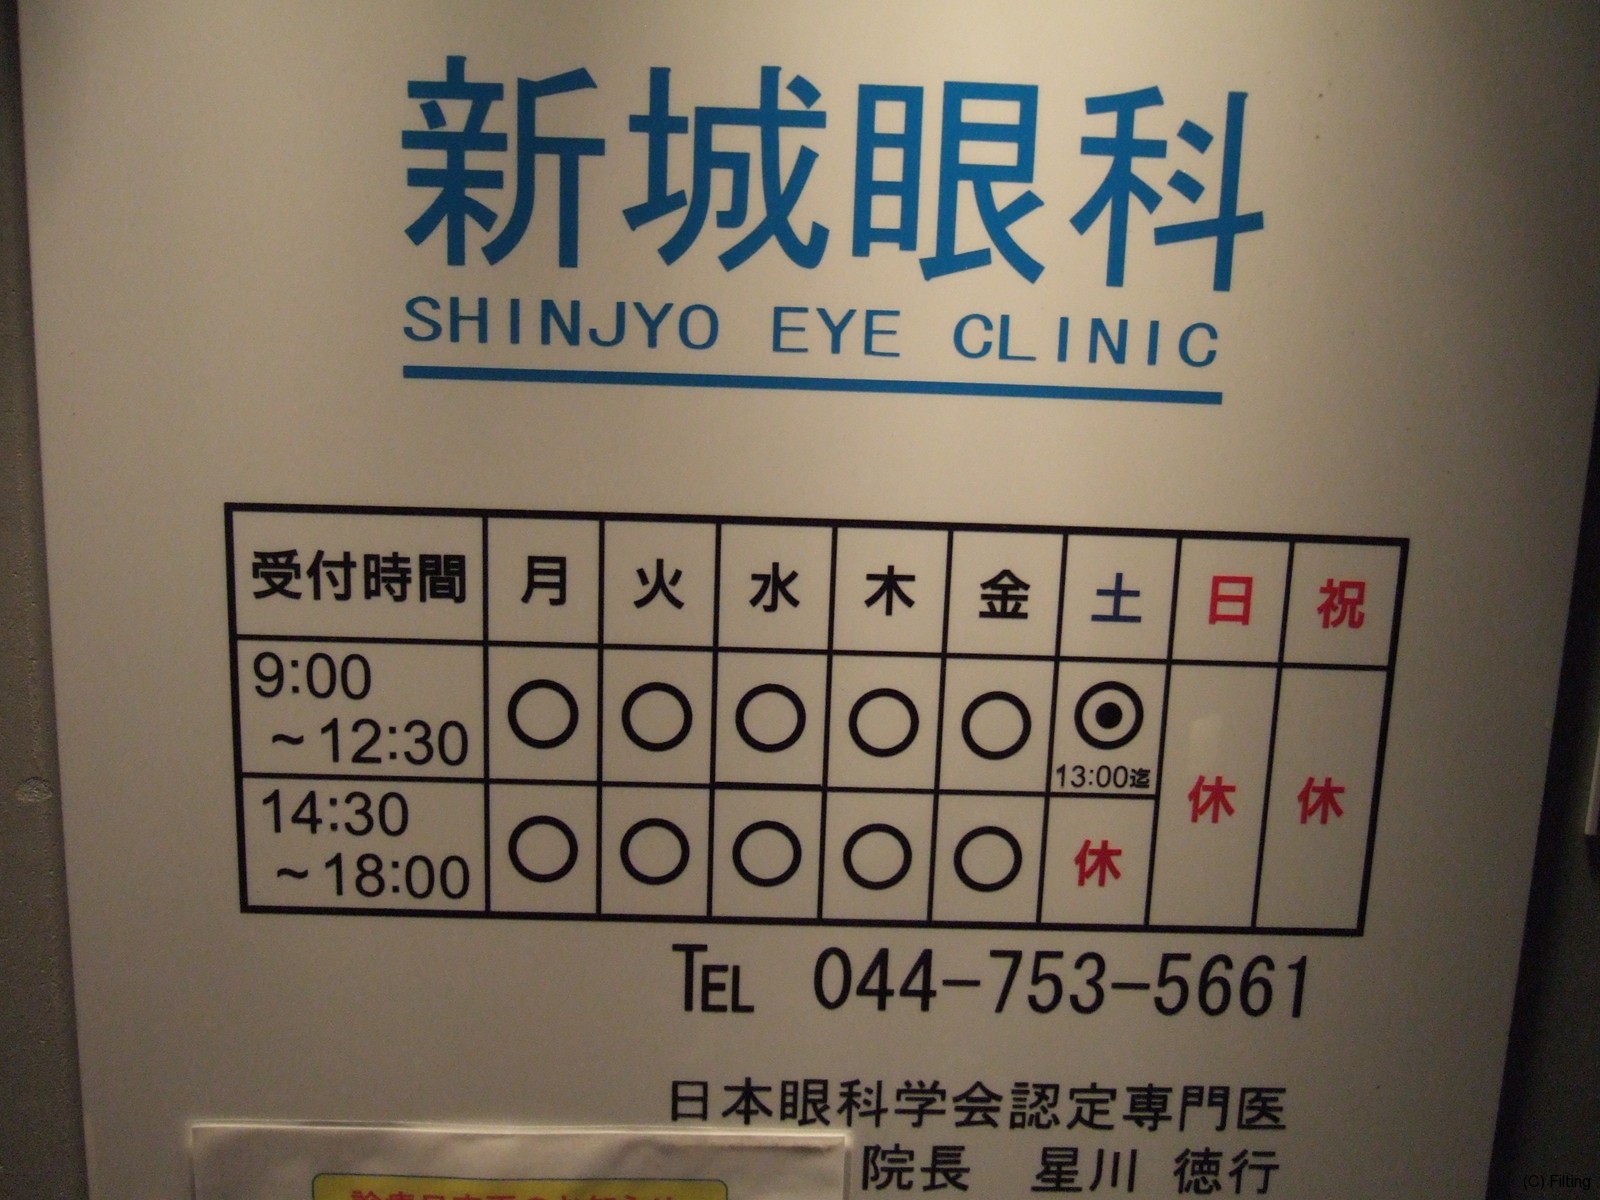 新城眼科
SHINJYO EYE CLINIC
受付時間 月 火 水 木 金 土 日 祝
9:00 ~12:30 ○ ○ ○ ○ ○ ◉ 13:00迄 休 休
14:30 ~18:00 ○ ○ ○ ○ ○ 休
TEL 044-753-5661
日本眼科学会認定専門医
院長 星川 徳行
(C) Filting